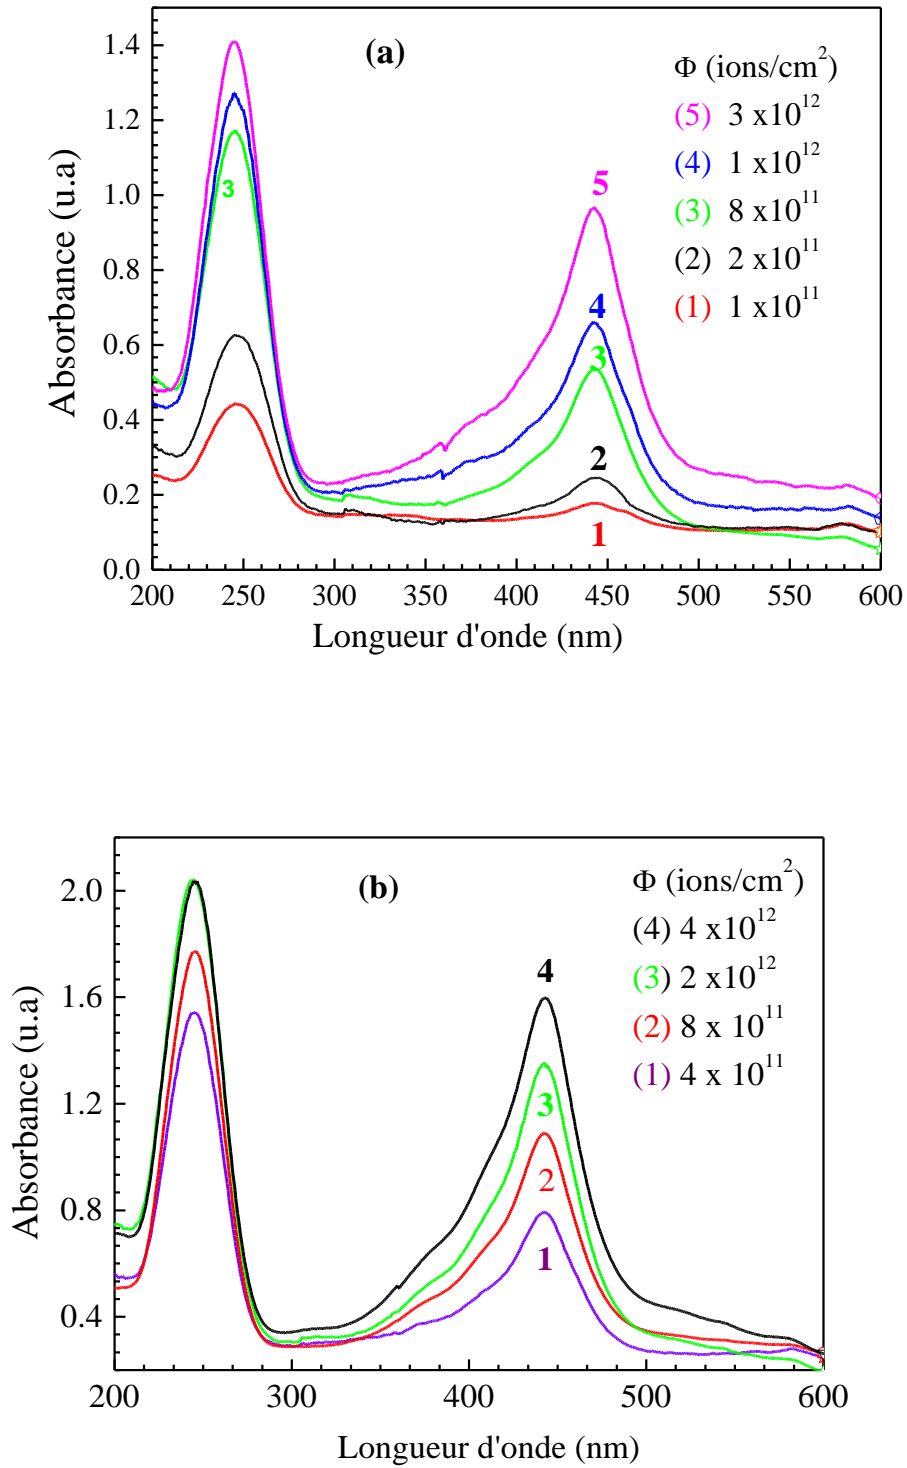 (a)
Φ (ions/cm²)
(5) 3 x10¹²
(4) 1 x10¹²
(3) 8 x10¹¹
(2) 2 x10¹¹
(1) 1 x10¹¹
1.4
1.2
1.0
0.8
0.6
0.4
0.2
0.0
Absorbance (u.a)
3
5
4
3
2
1
200 250 300 350 400 450 500 550 600
Longueur d'onde (nm)
(b)
Φ (ions/cm²)
(4) 4 x10¹²
(3) 2 x10¹²
(2) 8 x 10¹¹
(1) 4 x 10¹¹
2.0
1.6
1.2
0.8
0.4
Absorbance (u.a)
4
3
2
1
200 300 400 500 600
Longueur d'onde (nm)